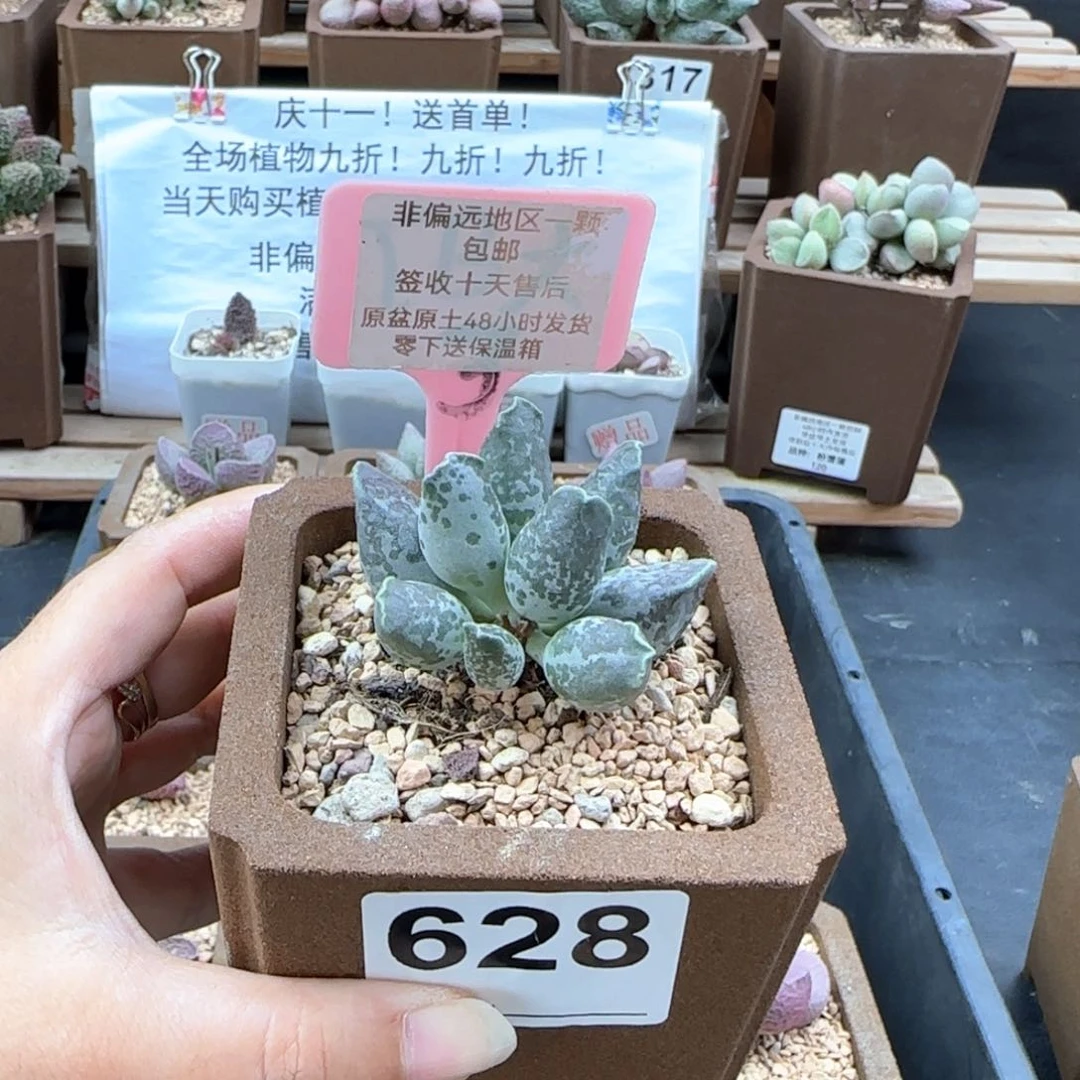 317
庆十一！送首单！
全场植物九折！九折！九折！
当天购买植
非偏
非偏远地区一颗
包邮
签收十天售后
原盆原土48小时发货
零下送保温箱
赠品
120
628